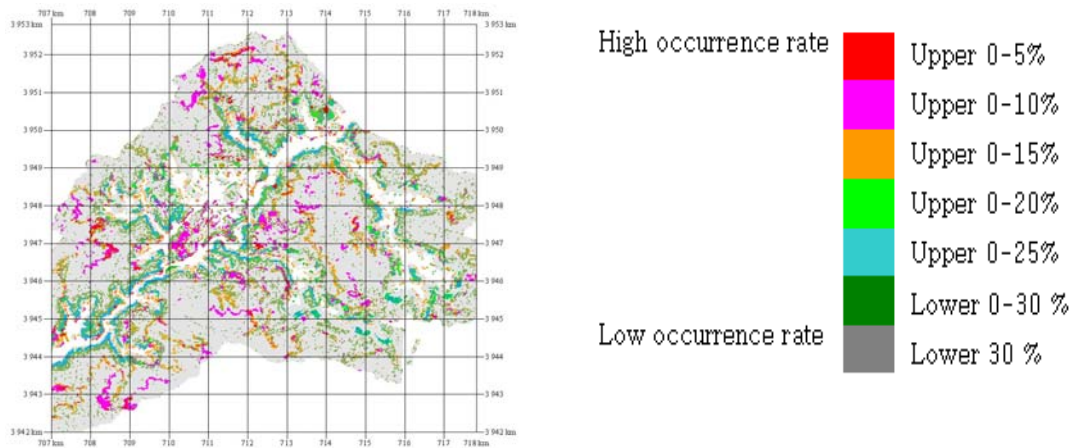 707 km 708 709 710 711 712 713 714 715 716 717 718 km
3 953 km 3 953 km
3 952 3 952
3 951 3 951
3 950 3 950
3 949 3 949
3 948 3 948
3 947 3 947
3 946 3 946
3 945 3 945
3 944 3 944
3 943 3 943
3 942 km 3 942 km
707 km 708 709 710 711 712 713 714 715 716 717 718 km
High occurrence rate
Upper 0-5%
Upper 0-10%
Upper 0-15%
Upper 0-20%
Upper 0-25%
Lower 0-30 %
Low occurrence rate
Lower 30 %